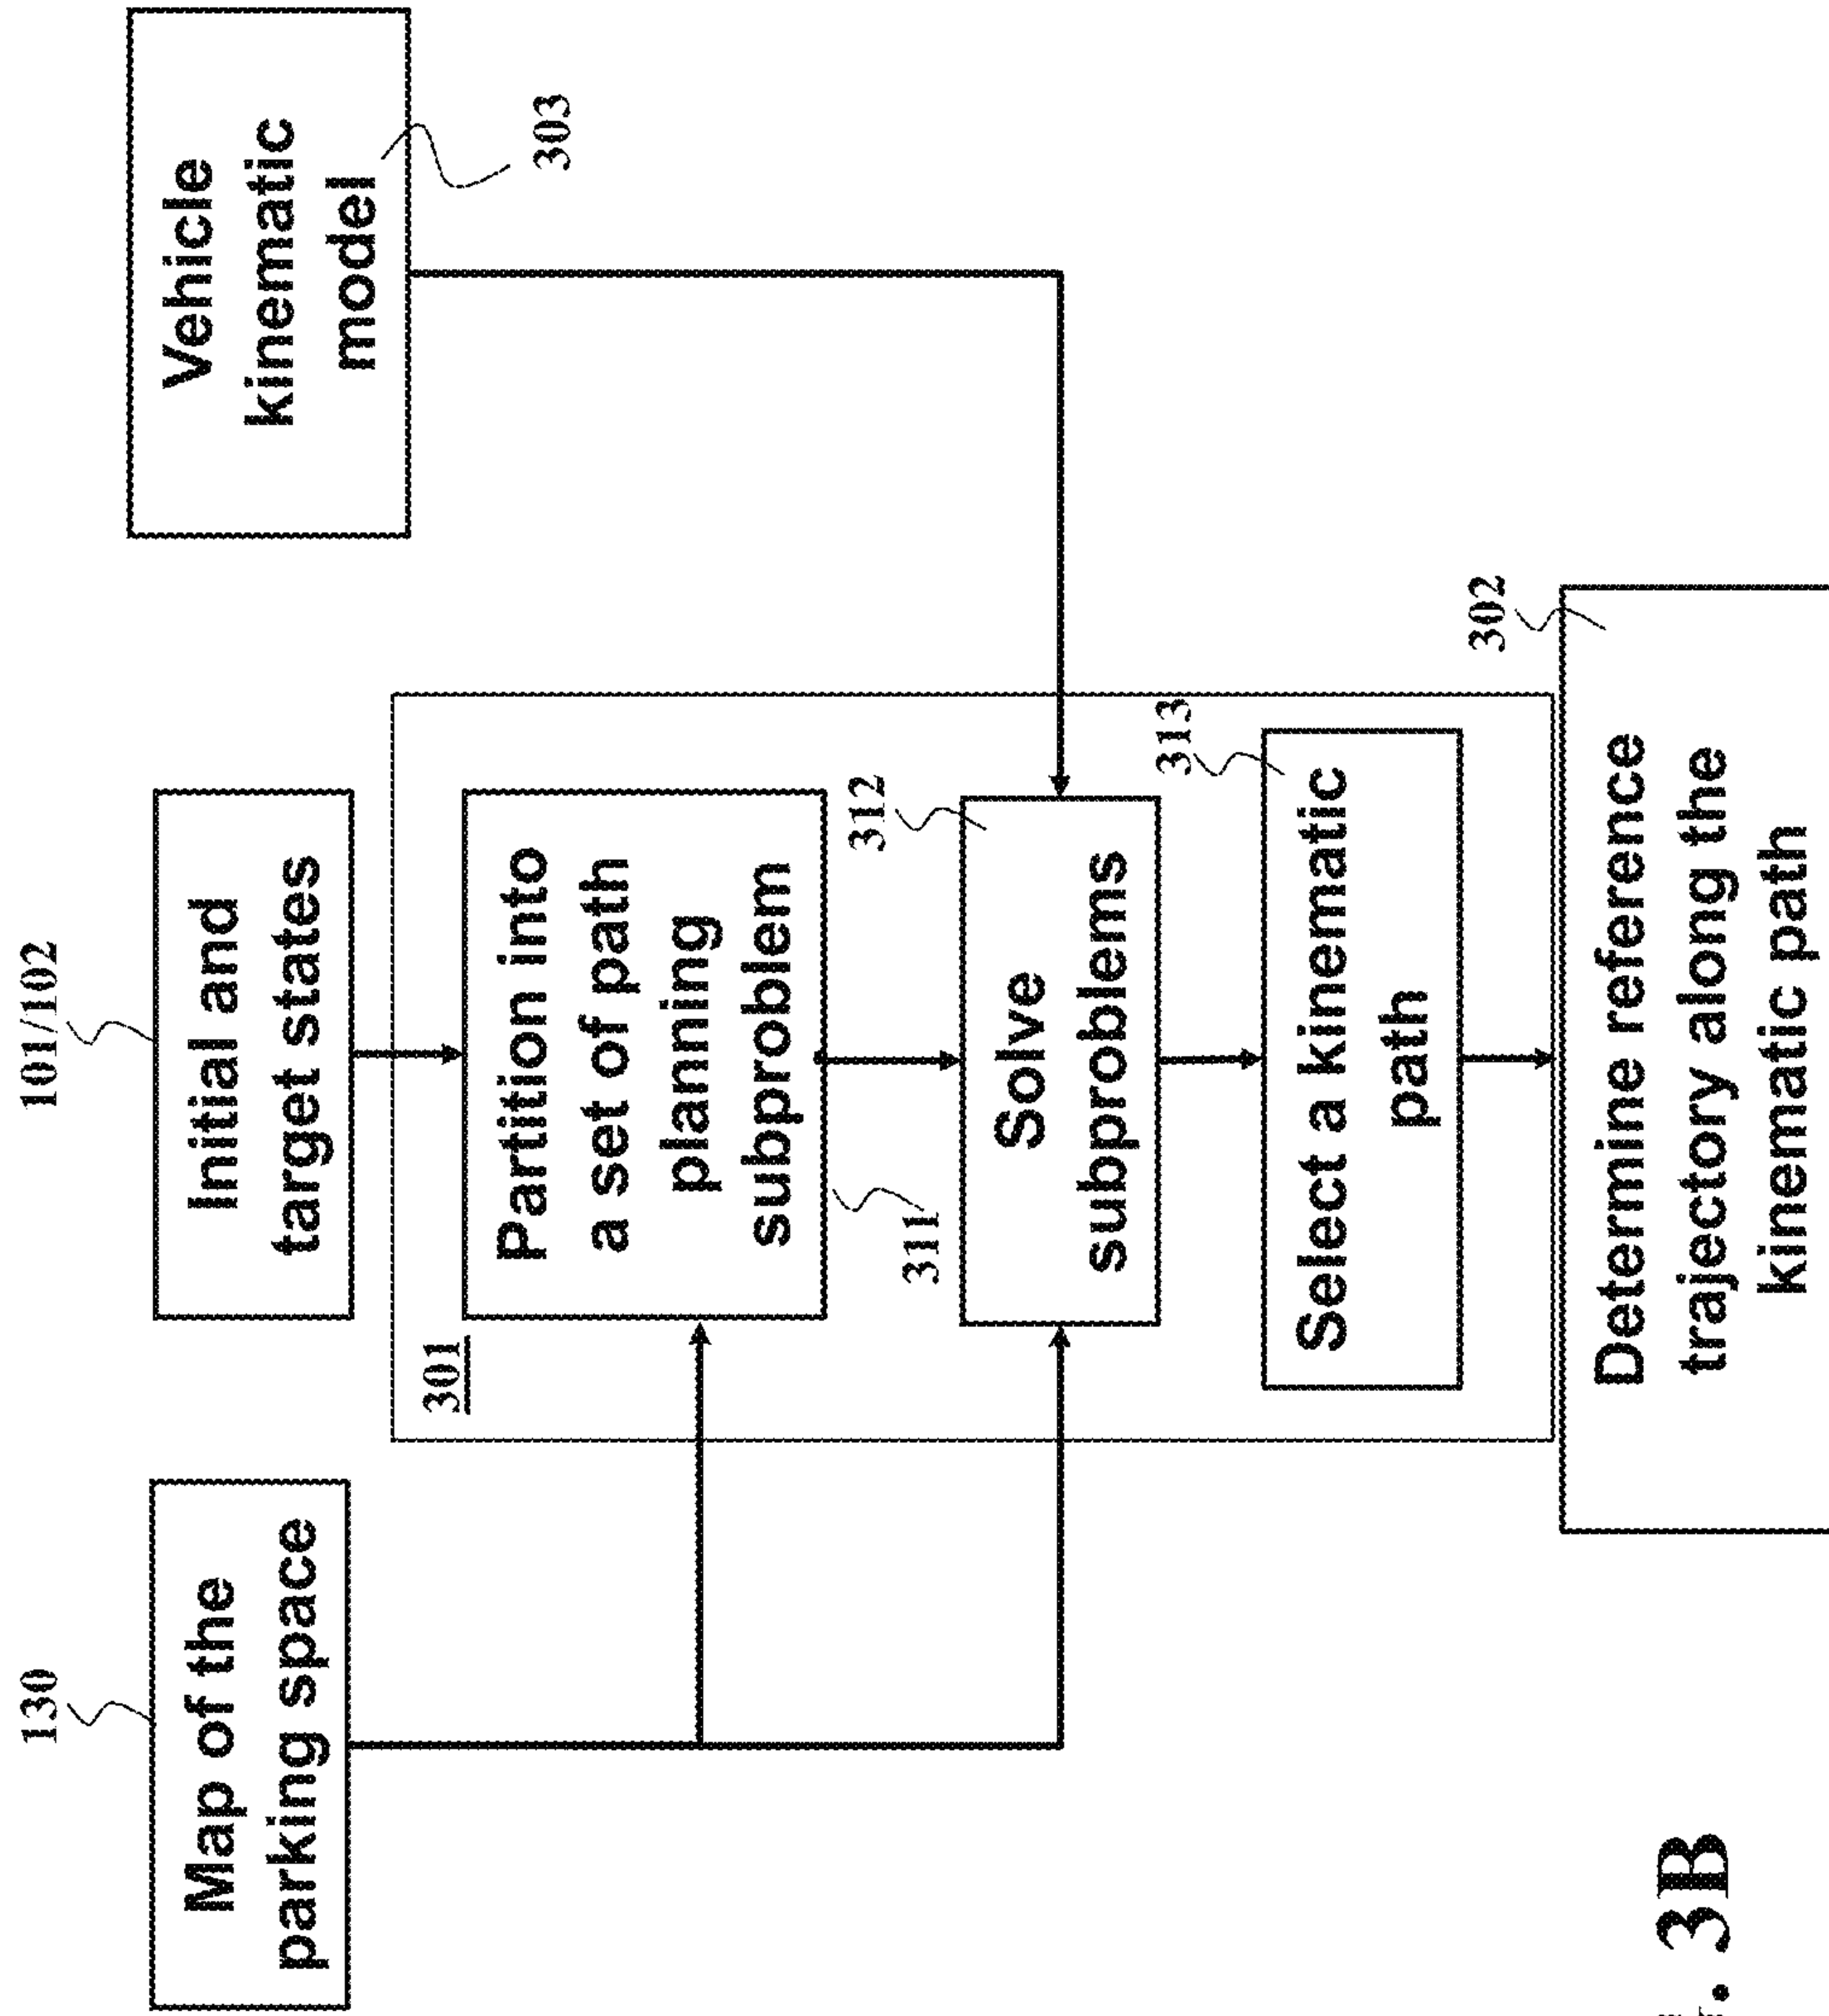 130
Map of the
parking space
101/102
Initial and
target states
Vehicle
kinematic
model
303
301
Partition into
a set of path
planning
subproblem
311
312
Solve
subproblems
313
Select a kinematic
path
302
Determine reference
trajectory along the
kinematic path
. 3B